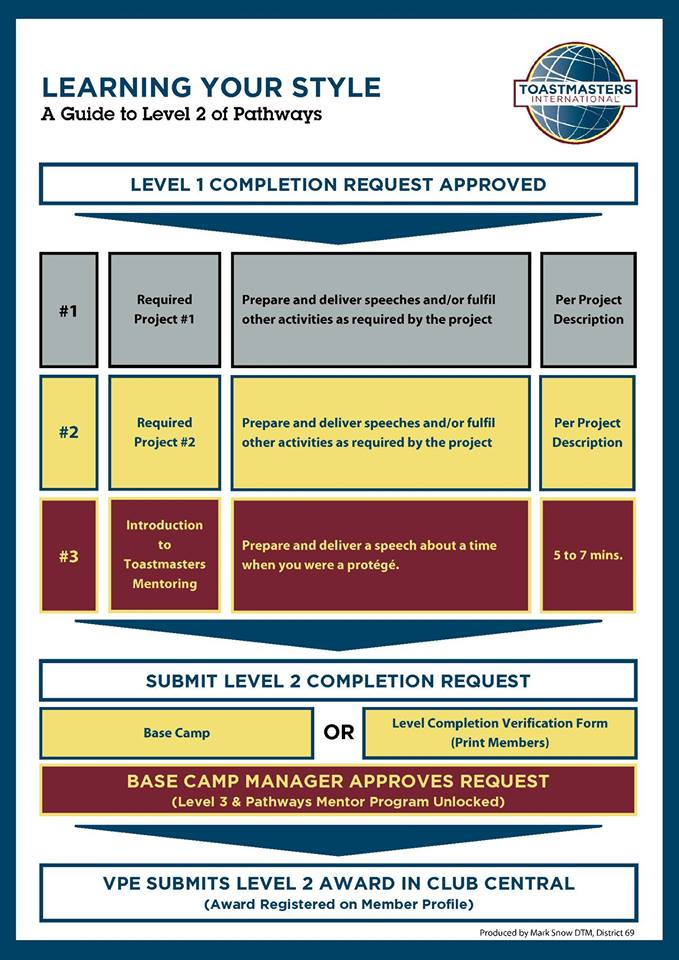 LEARNING YOUR STYLE
A Guide to Level 2 of Pathways
TOASTMASTERS
INTERNATIONAL
LEVEL 1 COMPLETION REQUEST APPROVED
#1
Required
Project #1
Prepare and deliver speeches and/or fulfil
other activities as required by the project
Per Project
Description
#2
Required
Project #2
Prepare and deliver speeches and/or fulfil
other activities as required by the project
Per Project
Description
#3
Introduction
to
Toastmasters
Mentoring
Prepare and deliver a speech about a time
when you were a protégé.
5 to 7 mins.
SUBMIT LEVEL 2 COMPLETION REQUEST
Base Camp
OR
Level Completion Verification Form
(Print Members)
BASE CAMP MANAGER APPROVES REQUEST
(Level 3 & Pathways Mentor Program Unlocked)
VPE SUBMITS LEVEL 2 AWARD IN CLUB CENTRAL
(Award Registered on Member Profile)
Produced by Mark Snow DTM, District 69